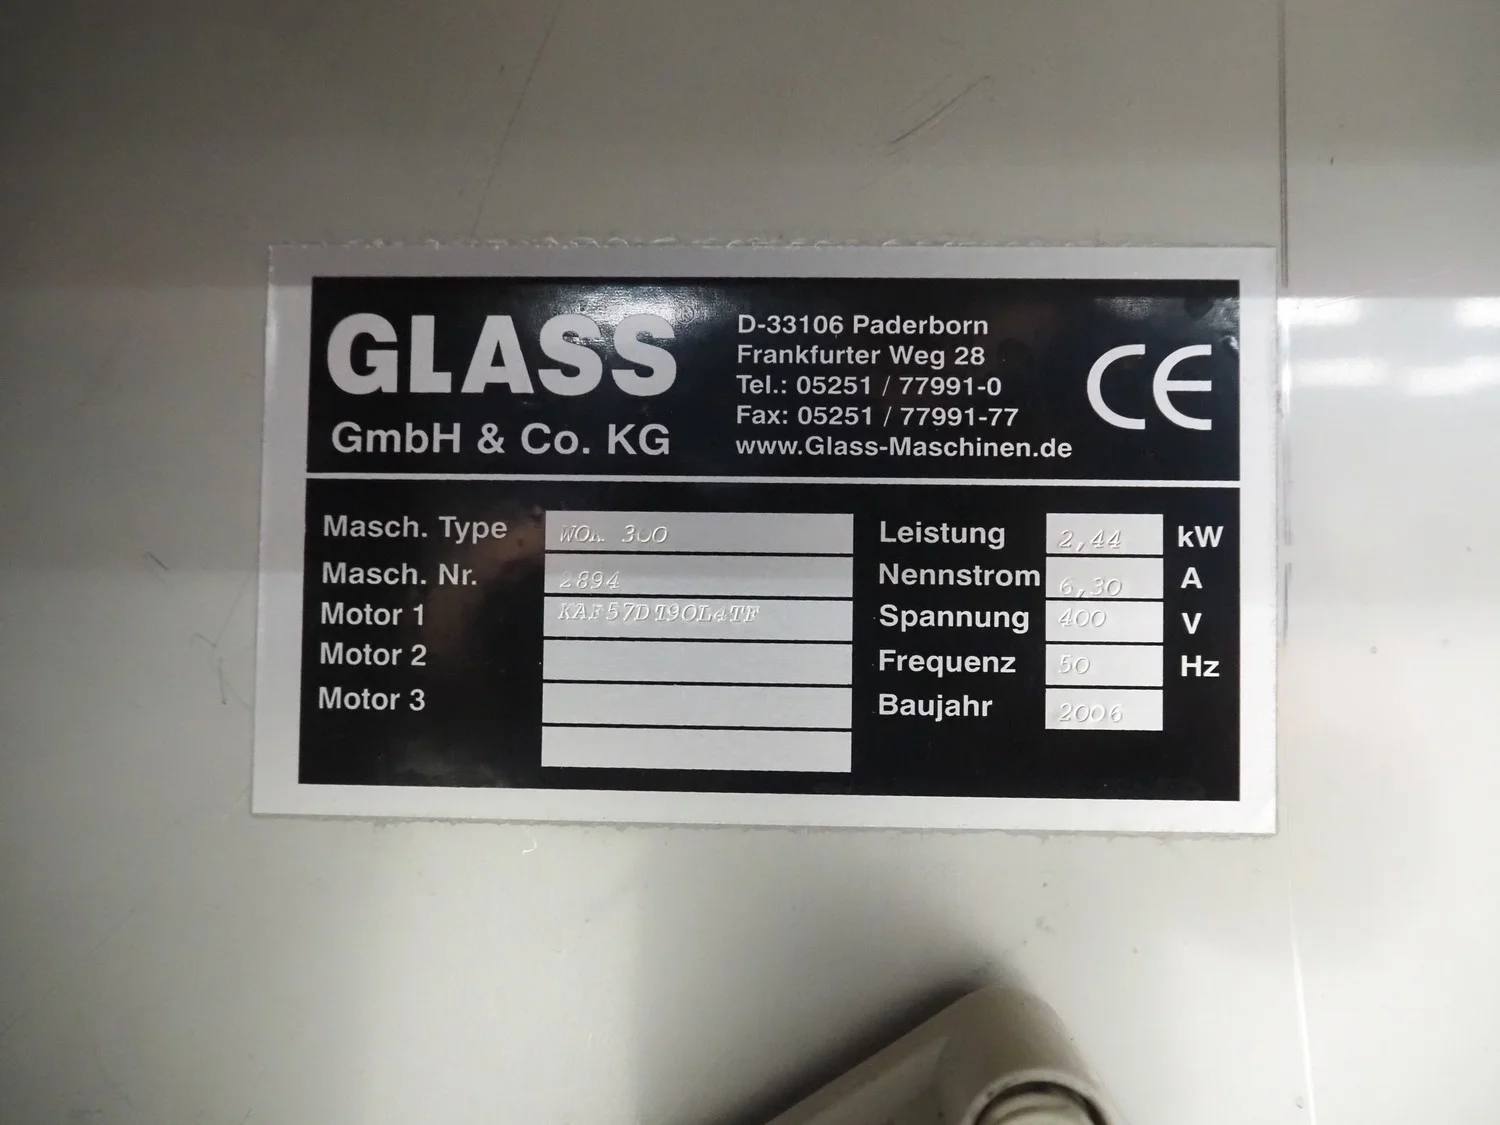 GLASS
GmbH & Co. KG
D-33106 Paderborn
Frankfurter Weg 28
Tel.: 05251 / 77991-0
Fax: 05251 / 77991-77
www.Glass-Maschinen.de
CE
Masch. Type 300
Masch. Nr. 2894
Motor 1
Motor 2
Motor 3
Leistung 2,44 kW
Nennstrom 6,30 A
Spannung 400 V
Frequenz 50 Hz
Baujahr 2006